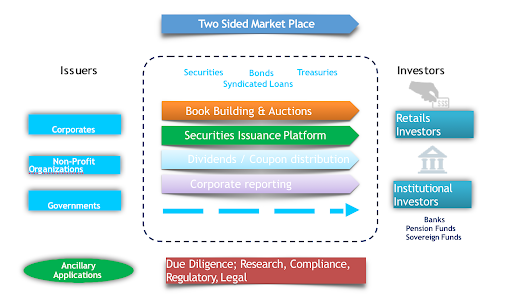 Two Sided Market Place
Issuers
Investors
Securities
Bonds
Treasuries
Syndicated Loans
Book Building & Auctions
Securities Issuance Platform
Dividends / Coupon distribution
Corporate reporting
Corporates
Non-Profit
Organizations
Governments
$$$
Retails
Investors
Institutional
Investors
Banks
Pension Funds
Sovereign Funds
Ancillary
Applications
Due Diligence; Research, Compliance,
Regulatory, Legal